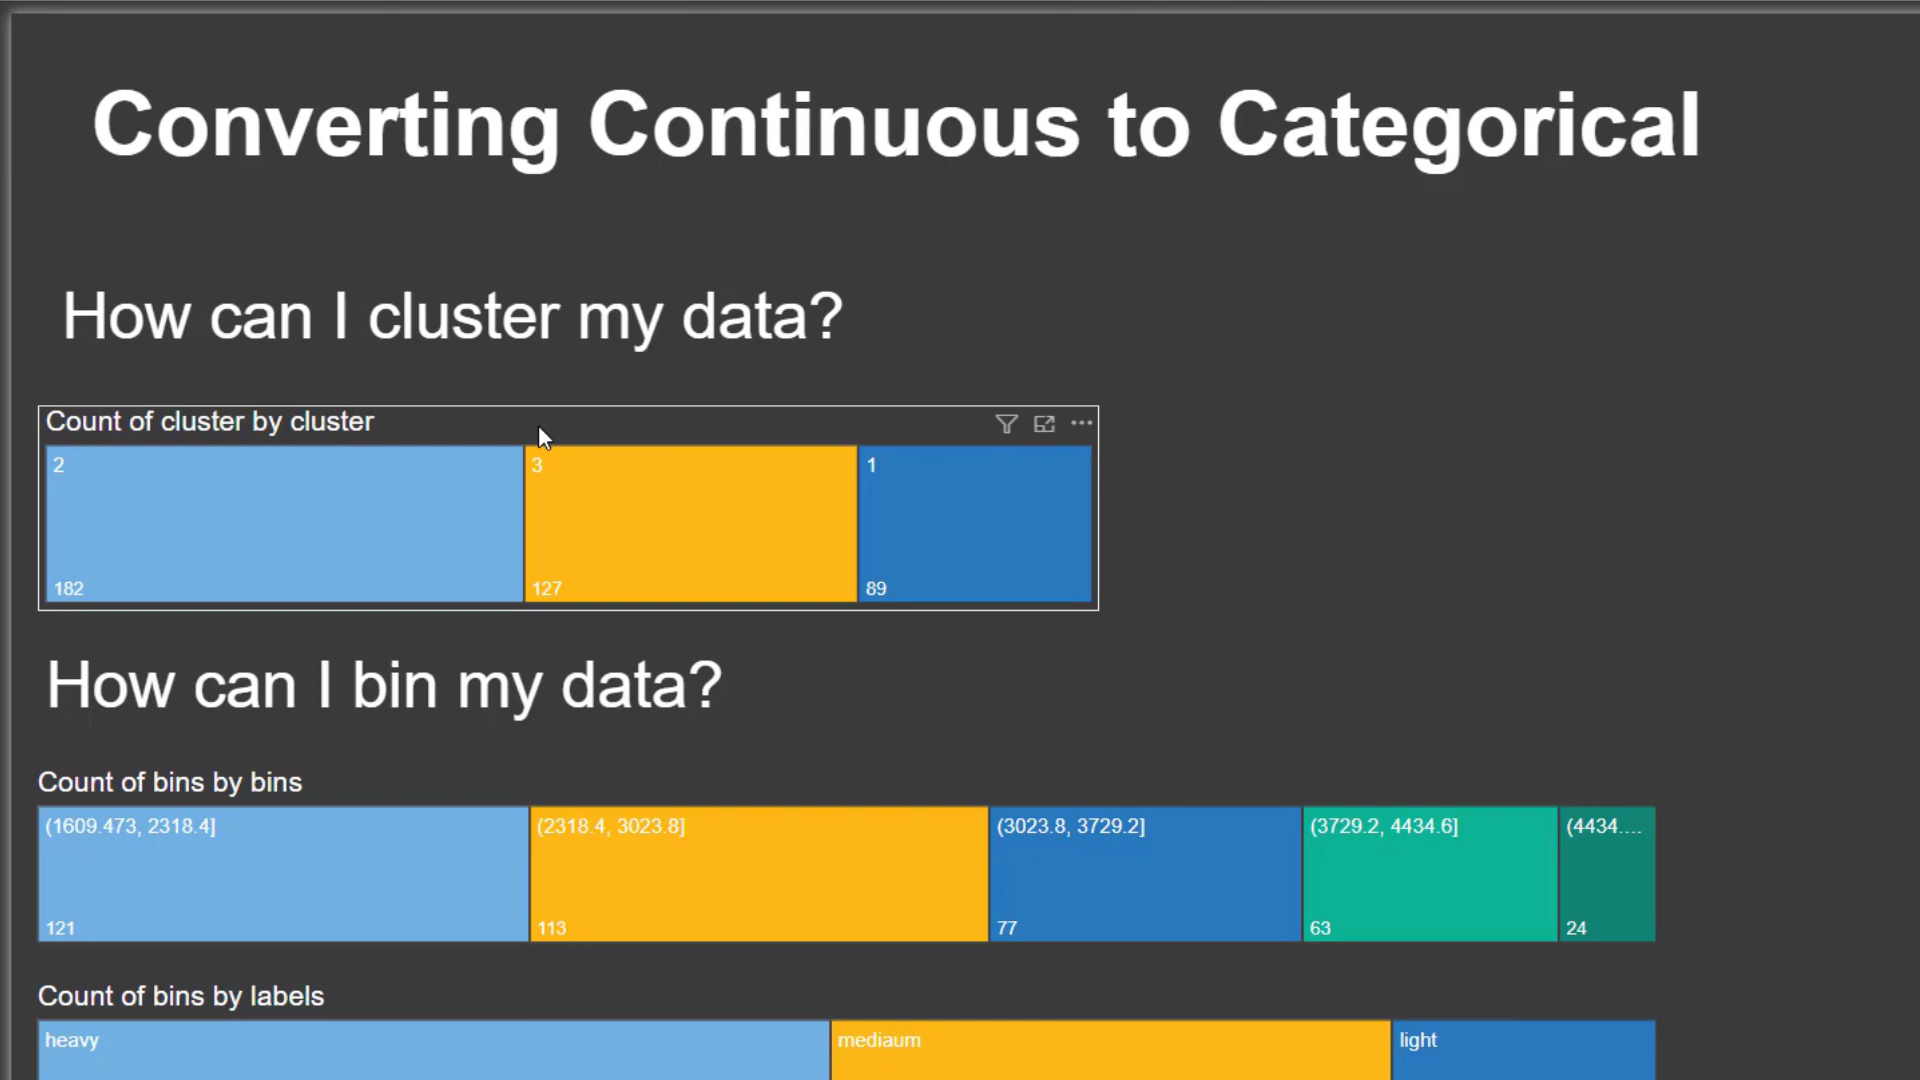 Converting Continuous to Categorical
How can I cluster my data?
Count of cluster by cluster
2 3 1
182 127 89
How can I bin my data?
Count of bins by bins
(1609.473, 2318.4] (2318.4, 3023.8] (3023.8, 3729.2] (3729.2, 4434.6] (4434....
121 113 77 63 24
Count of bins by labels
heavy mediaum light